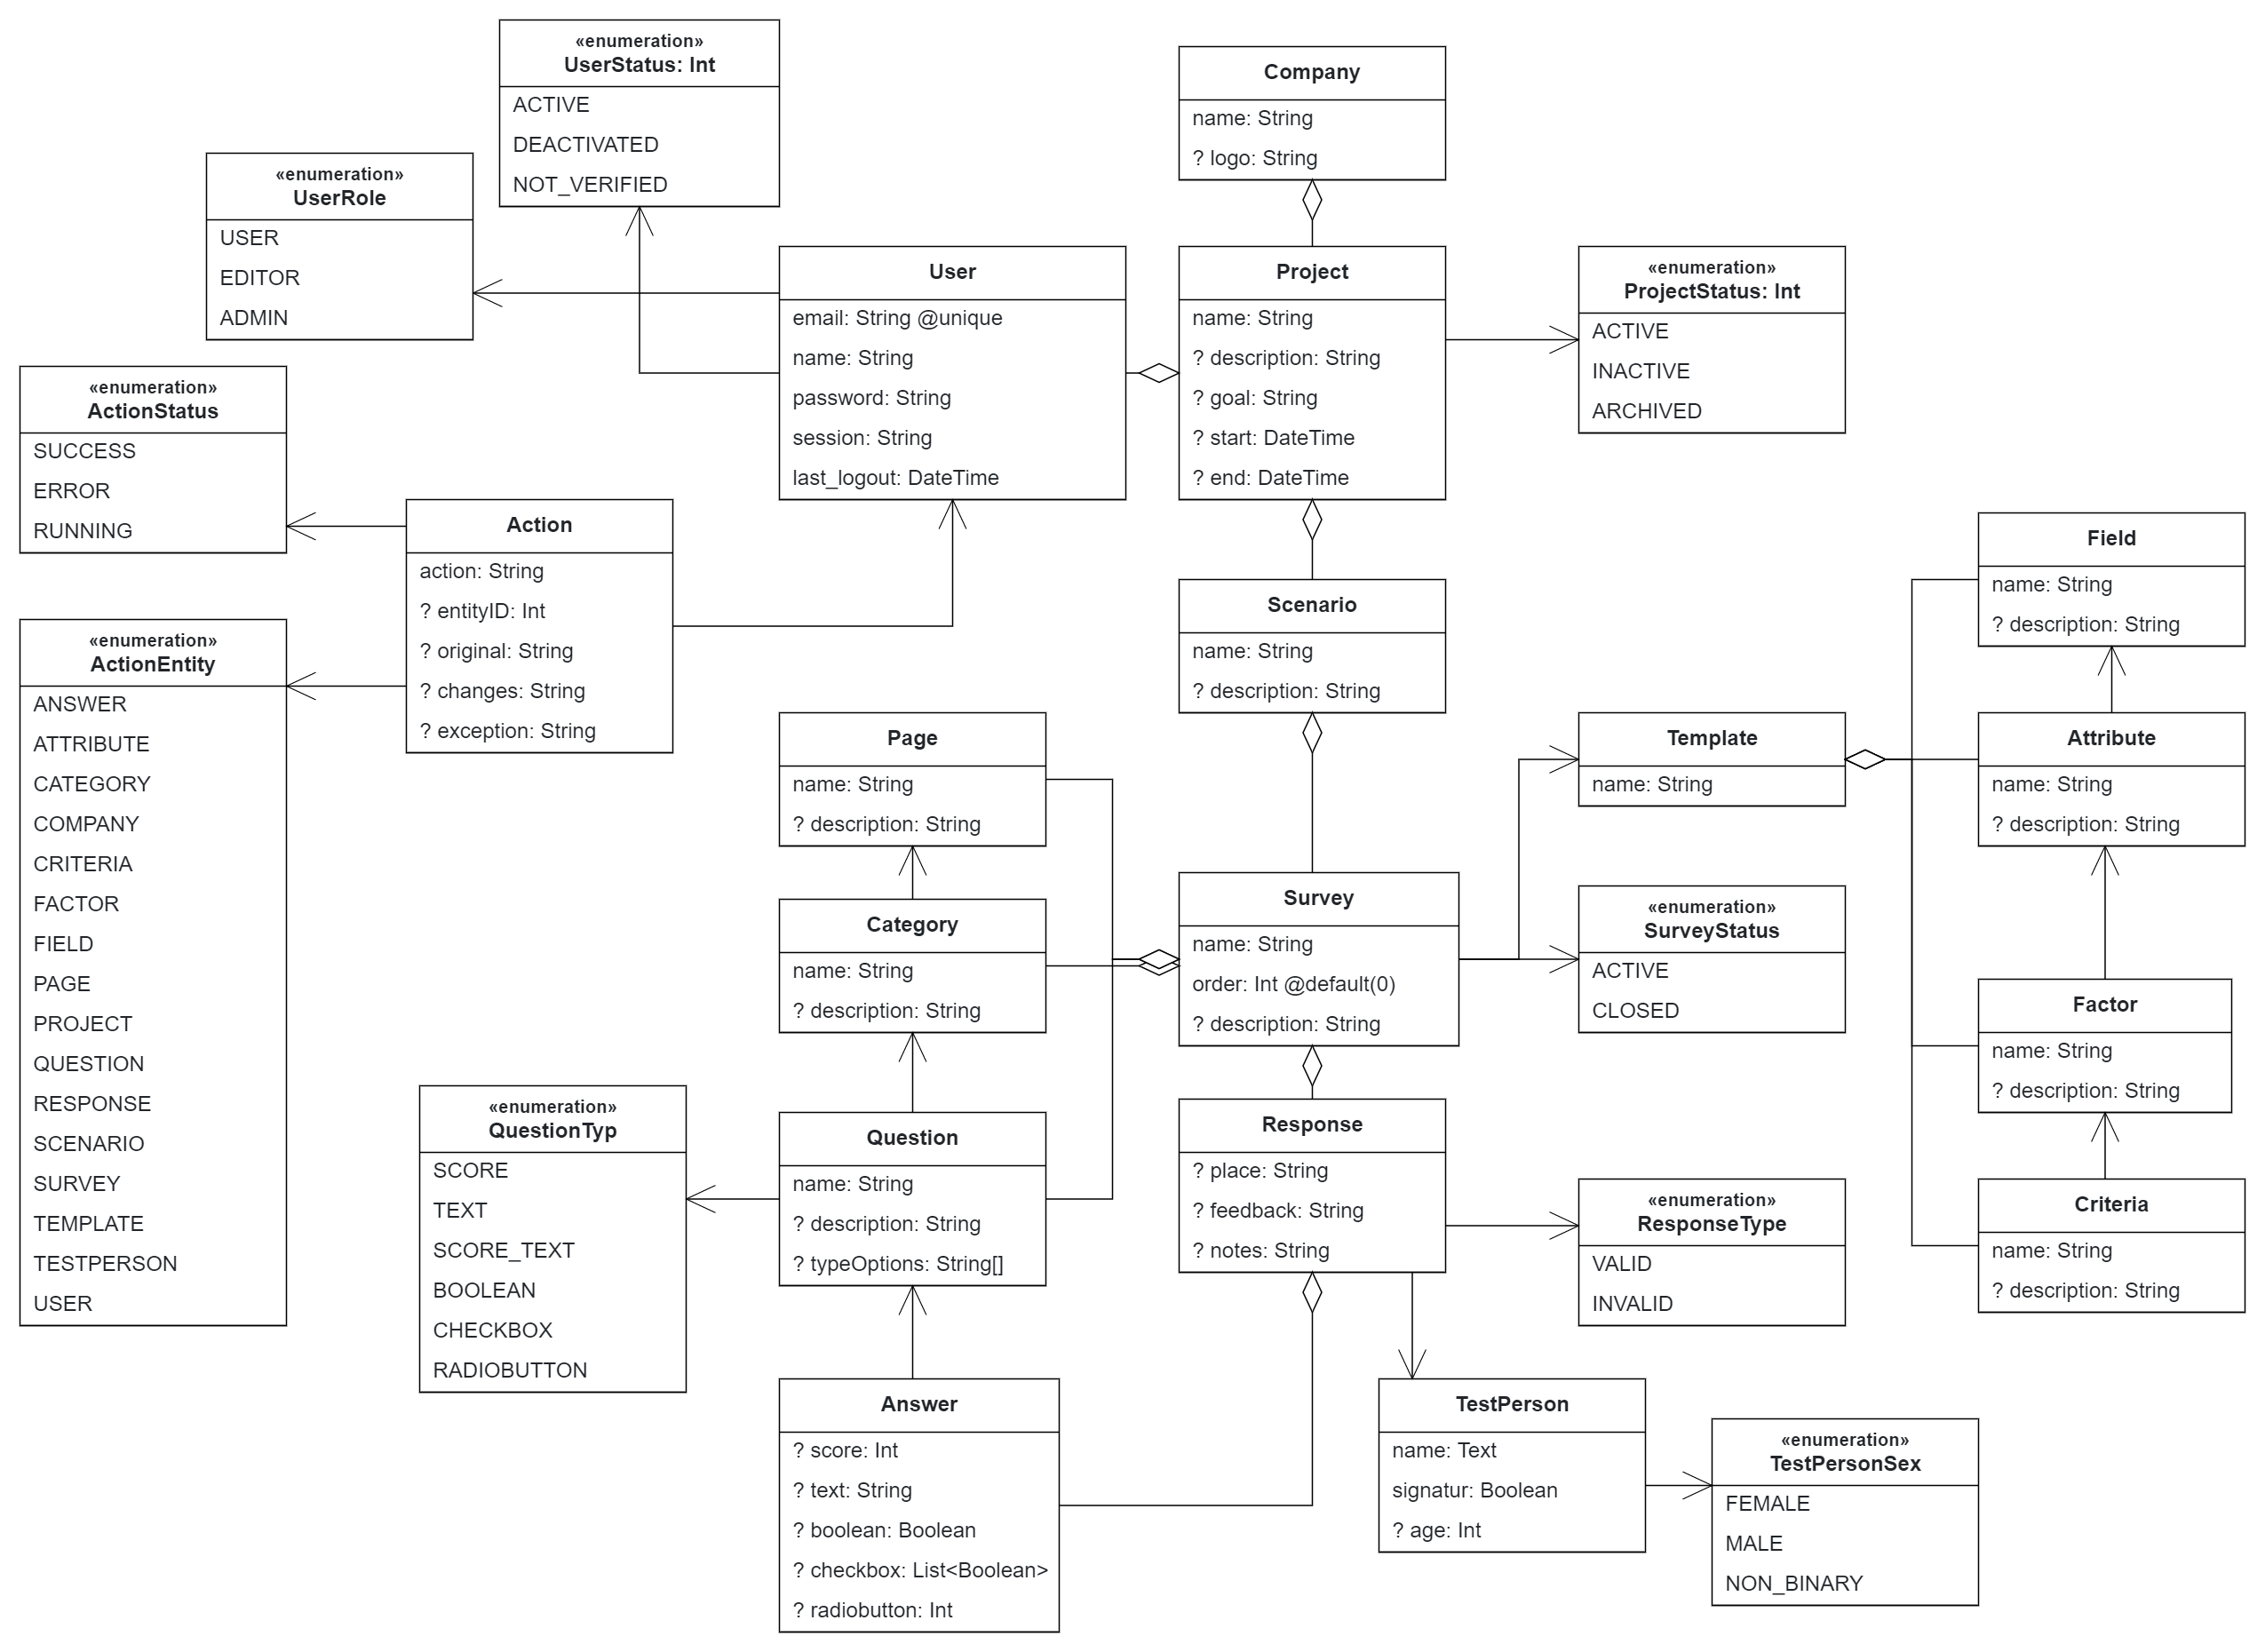 «enumeration»
UserStatus: Int
ACTIVE
DEACTIVATED
NOT_VERIFIED
Company
name: String
? logo: String
«enumeration»
UserRole
USER
EDITOR
ADMIN
User
email: String @unique
name: String
password: String
session: String
last_logout: DateTime
Project
name: String
? description: String
? goal: String
? start: DateTime
? end: DateTime
«enumeration»
ProjectStatus: Int
ACTIVE
INACTIVE
ARCHIVED
«enumeration»
ActionStatus
SUCCESS
ERROR
RUNNING
Action
action: String
? entityID: Int
? original: String
? changes: String
? exception: String
Scenario
name: String
? description: String
Field
name: String
? description: String
«enumeration»
ActionEntity
ANSWER
ATTRIBUTE
CATEGORY
COMPANY
CRITERIA
FACTOR
FIELD
PAGE
PROJECT
QUESTION
RESPONSE
SCENARIO
SURVEY
TEMPLATE
TESTPERSON
USER
Page
name: String
? description: String
Template
name: String
Attribute
name: String
? description: String
Category
name: String
? description: String
Survey
name: String
order: Int @default(0)
? description: String
«enumeration»
SurveyStatus
ACTIVE
CLOSED
Factor
name: String
? description: String
«enumeration»
QuestionTyp
SCORE
TEXT
SCORE_TEXT
BOOLEAN
CHECKBOX
RADIOBUTTON
Question
name: String
? description: String
? typeOptions: String[]
Response
? place: String
? feedback: String
? notes: String
«enumeration»
ResponseType
VALID
INVALID
Criteria
name: String
? description: String
Answer
? score: Int
? text: String
? boolean: Boolean
? checkbox: List<Boolean>
? radiobutton: Int
TestPerson
name: Text
signatur: Boolean
? age: Int
«enumeration»
TestPersonSex
FEMALE
MALE
NON_BINARY